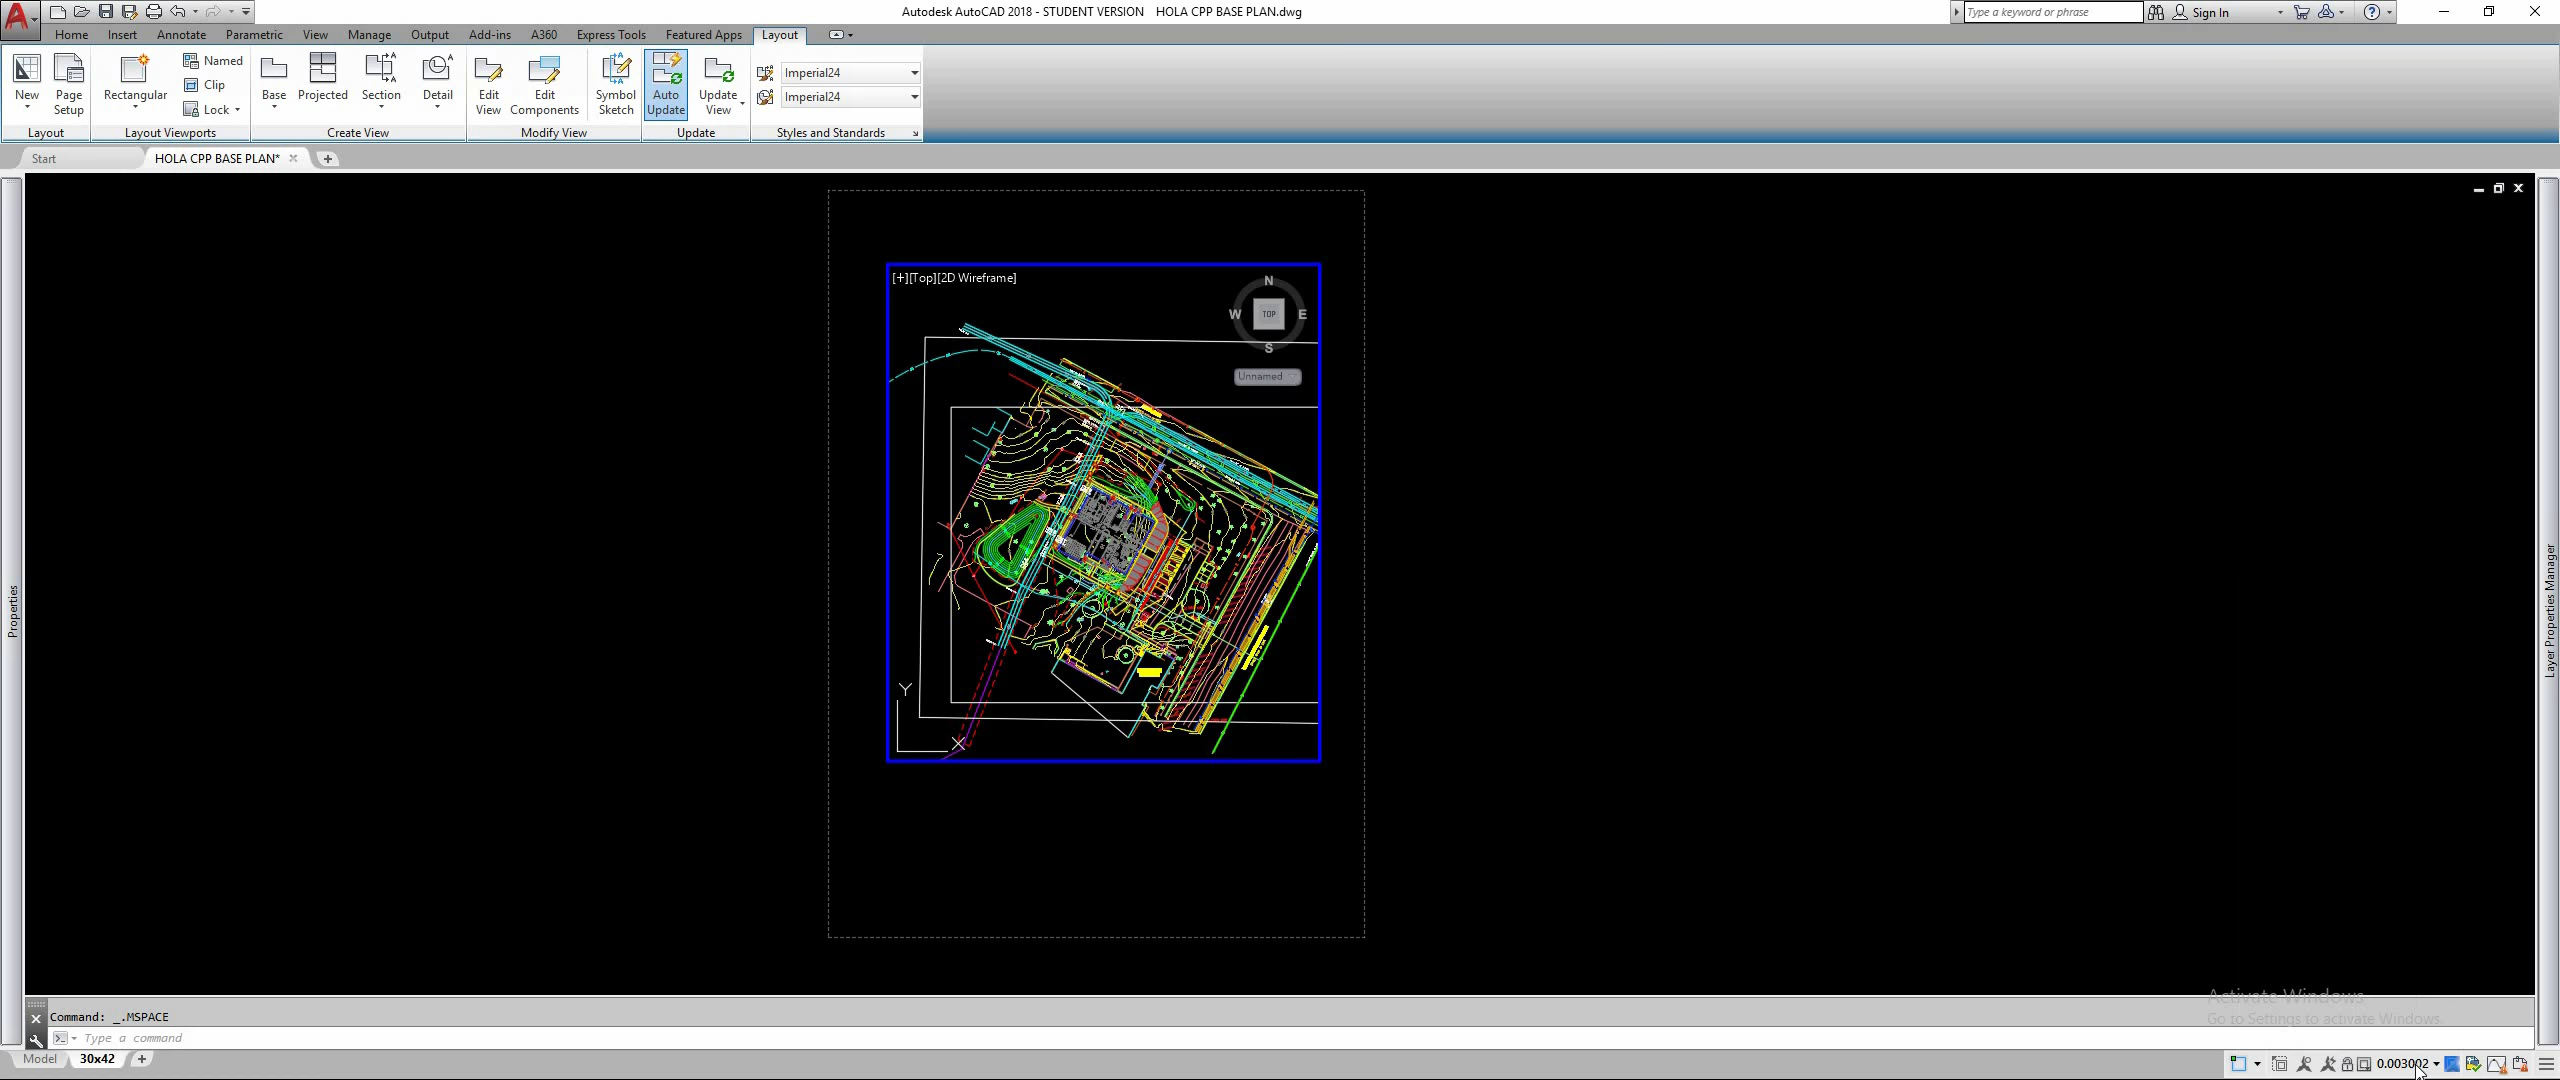 Autodesk AutoCAD 2018 - STUDENT VERSION HOLA CPP BASE PLAN.dwg
Type a keyword or phrase
Sign In
Home Insert Annotate Parametric View Manage Output Add-ins A360 Express Tools Featured Apps Layout
New
Page Setup
Rectangular
Named
Clip
Lock
Base
Projected
Section
Detail
Edit View
Edit Components
Symbol Sketch
Auto Update
Update View
Imperial24
Imperial24
Layout
Layout Viewports
Create View
Modify View
Update
Styles and Standards
Start
HOLA CPP BASE PLAN*
[+][Top][2D Wireframe]
N
W
TOP
E
S
Unnamed
Y
X
Properties
Layer Properties Manager
Activate Windows
Go to Settings to activate Windows.
Command: _.MSPACE
Type a command
Model
30x42
0.003002